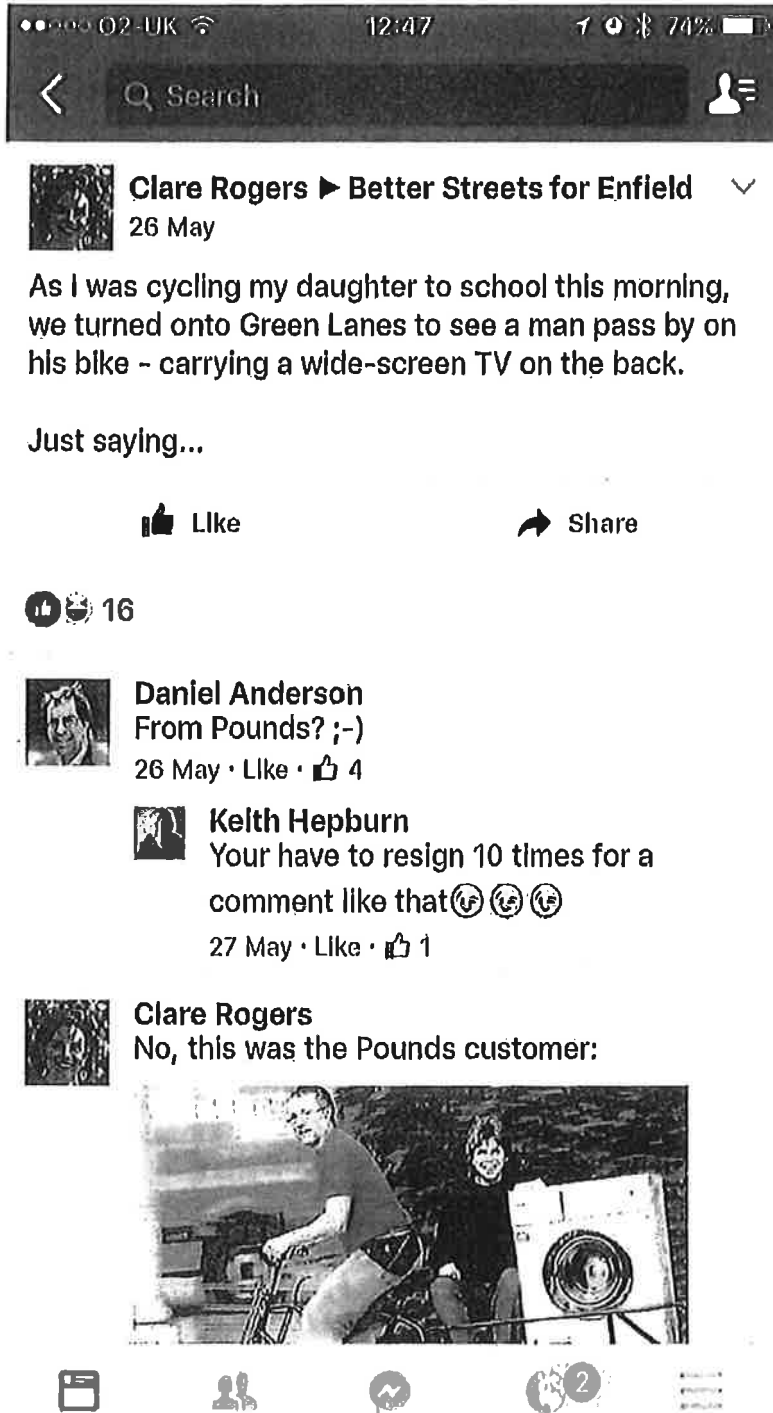 O2-UK 12:47 74%
Search
Clare Rogers ▶ Better Streets for Enfield
26 May
As I was cycling my daughter to school this morning,
we turned onto Green Lanes to see a man pass by on
his bike - carrying a wide-screen TV on the back.
Just saying...
Like Share
16
Daniel Anderson
From Pounds? ;-)
26 May · Like · 4
Keith Hepburn
Your have to resign 10 times for a
comment like that
27 May · Like · 1
Clare Rogers
No, this was the Pounds customer:
2